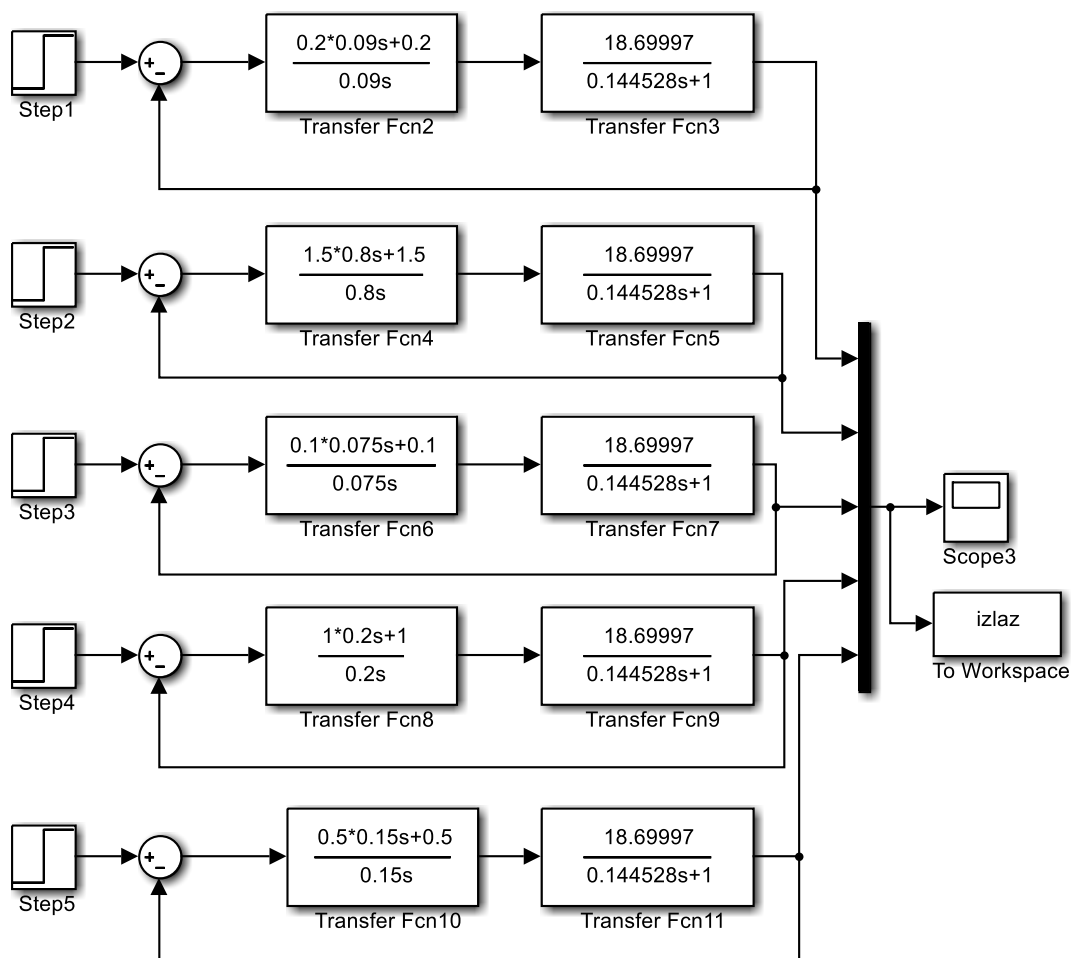 0.2*0.09s+0.2
18.69997
0.09s
0.144528s+1
Step1
Transfer Fcn2
Transfer Fcn3
1.5*0.8s+1.5
18.69997
0.8s
0.144528s+1
Step2
Transfer Fcn4
Transfer Fcn5
0.1*0.075s+0.1
18.69997
0.075s
0.144528s+1
Step3
Transfer Fcn6
Transfer Fcn7
Scope3
1*0.2s+1
18.69997
izlaz
0.2s
0.144528s+1
To Workspace
Step4
Transfer Fcn8
Transfer Fcn9
0.5*0.15s+0.5
18.69997
0.15s
0.144528s+1
Step5
Transfer Fcn10
Transfer Fcn11